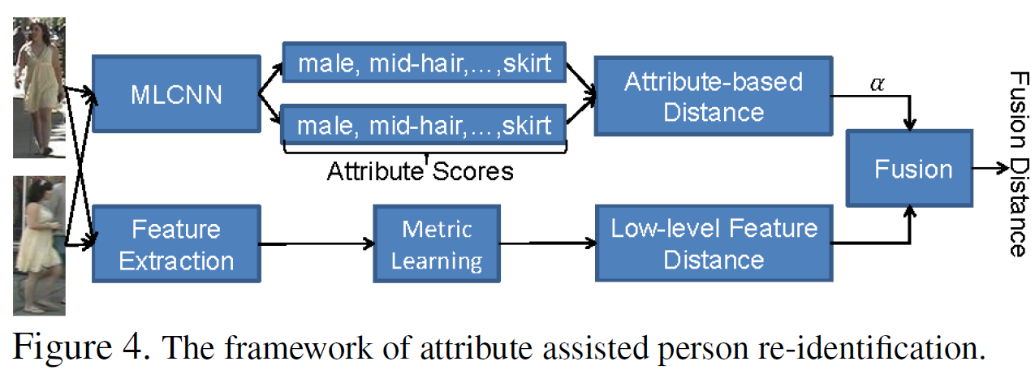 MLCNN
male, mid-hair,...,skirt
male, mid-hair,...,skirt
Attribute Scores
Attribute-based
Distance
α
Fusion
Fusion Distance
Feature
Extraction
Metric
Learning
Low-level Feature
Distance
Figure 4. The framework of attribute assisted person re-identification.